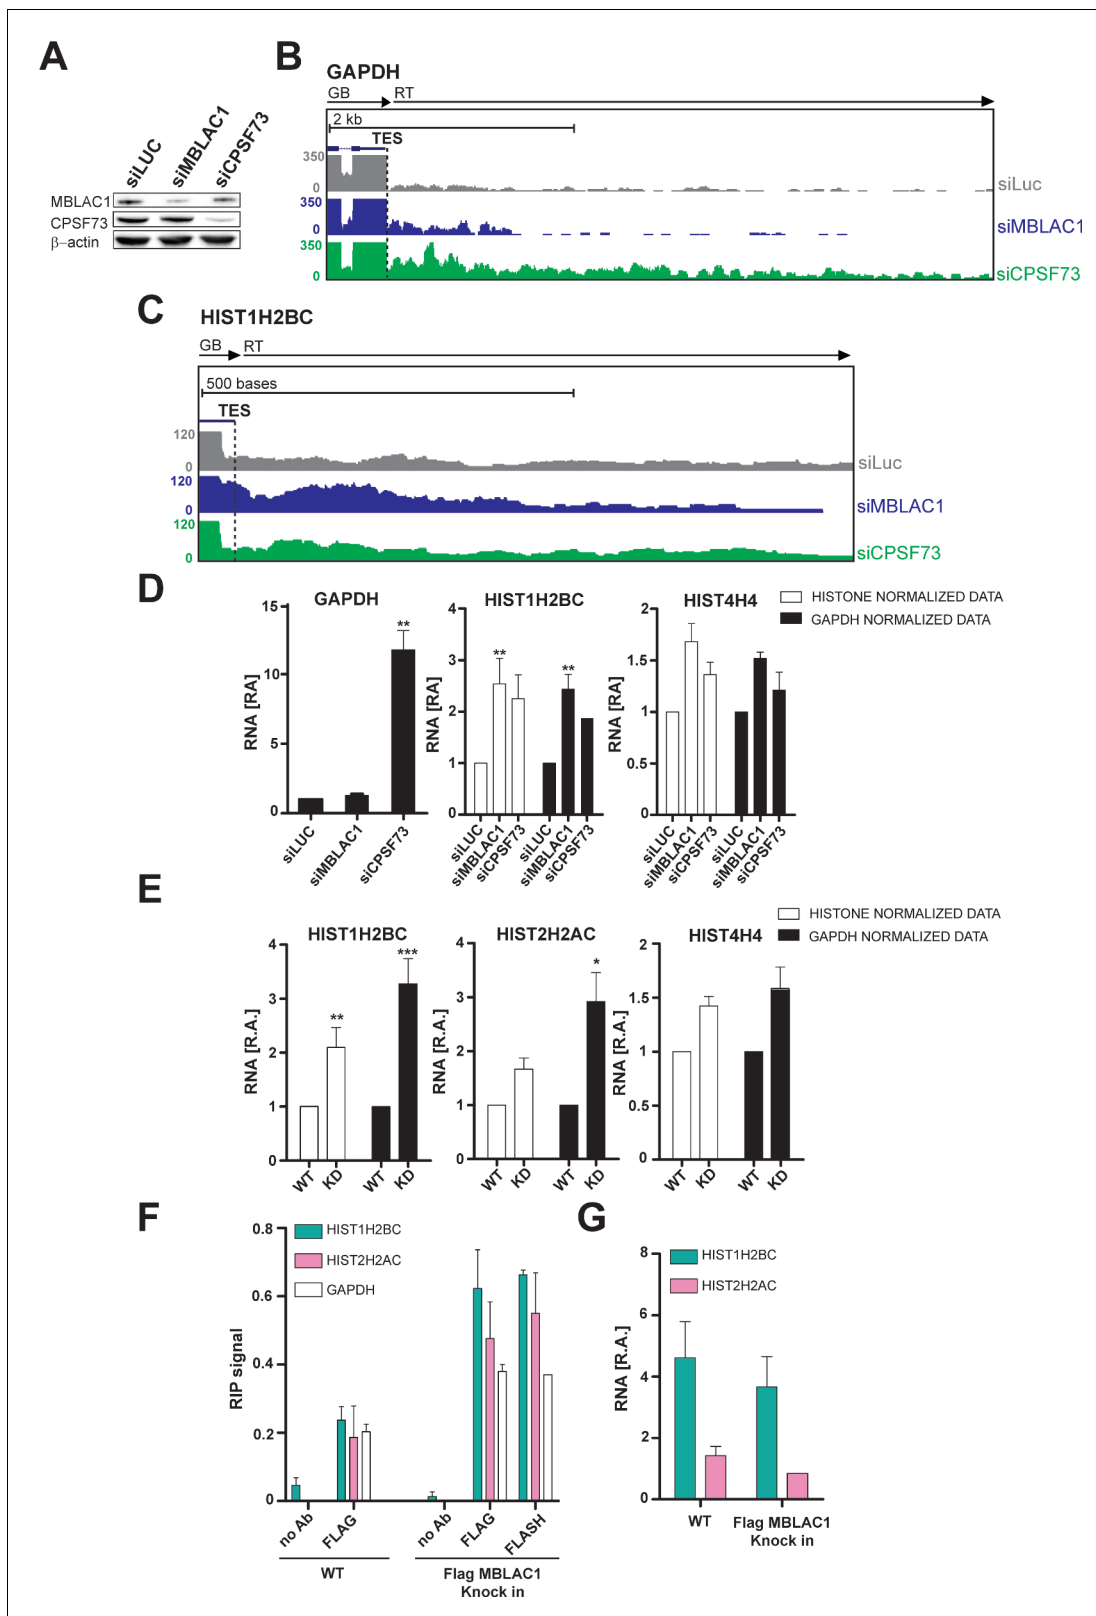 A
siLUC
siMBLAC1
siCPSF73
MBLAC1
CPSF73
β–actin
B
GAPDH
GB
RT
2 kb
TES
350
0
siLuc
350
0
siMBLAC1
350
0
siCPSF73
C
HIST1H2BC
GB
RT
500 bases
TES
120
0
siLuc
120
0
siMBLAC1
120
0
siCPSF73
D
GAPDH
RNA [RA]
15
10
5
0
**
siLUC
siMBLAC1
siCPSF73
HIST1H2BC
RNA [RA]
4
3
2
1
0
**
**
siLUC
siMBLAC1
siCPSF73
siLUC
siMBLAC1
siCPSF73
HIST4H4
RNA [RA]
2
1.5
1
0.5
0
siLUC
siMBLAC1
siCPSF73
siLUC
siMBLAC1
siCPSF73
HISTONE NORMALIZED DATA
GAPDH NORMALIZED DATA
E
HIST1H2BC
RNA [R.A.]
4
3
2
1
0
**
***
WT
KD
WT
KD
HIST2H2AC
RNA [R.A.]
4
3
2
1
0
*
WT
KD
WT
KD
HIST4H4
RNA [R.A.]
2
1.5
1
0.5
0
WT
KD
WT
KD
HISTONE NORMALIZED DATA
GAPDH NORMALIZED DATA
F
HIST1H2BC
HIST2H2AC
GAPDH
RIP signal
0.8
0.6
0.4
0.2
0
no Ab
FLAG
no Ab
FLAG
FLASH
WT
Flag MBLAC1
Knock in
G
HIST1H2BC
HIST2H2AC
RNA [R.A.]
8
6
4
2
0
WT
Flag MBLAC1
Knock in